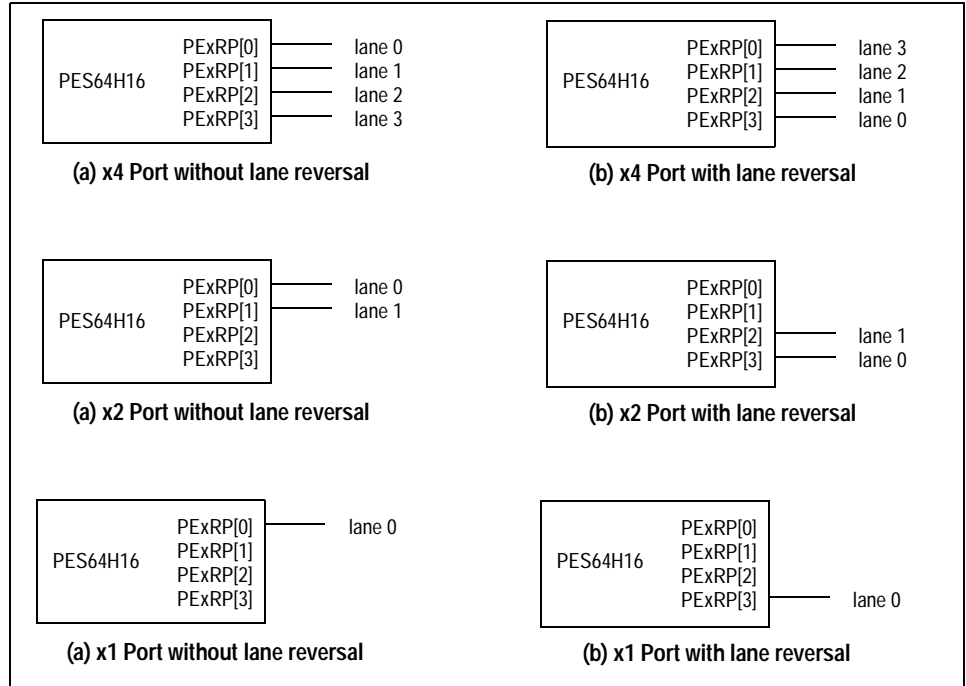 PES64H16
PExRP[0] lane 0
PExRP[1] lane 1
PExRP[2] lane 2
PExRP[3] lane 3
(a) x4 Port without lane reversal
PES64H16
PExRP[0] lane 3
PExRP[1] lane 2
PExRP[2] lane 1
PExRP[3] lane 0
(b) x4 Port with lane reversal
PES64H16
PExRP[0] lane 0
PExRP[1] lane 1
PExRP[2]
PExRP[3]
(a) x2 Port without lane reversal
PES64H16
PExRP[0]
PExRP[1]
PExRP[2] lane 1
PExRP[3] lane 0
(b) x2 Port with lane reversal
PES64H16
PExRP[0] lane 0
PExRP[1]
PExRP[2]
PExRP[3]
(a) x1 Port without lane reversal
PES64H16
PExRP[0]
PExRP[1]
PExRP[2]
PExRP[3] lane 0
(b) x1 Port with lane reversal